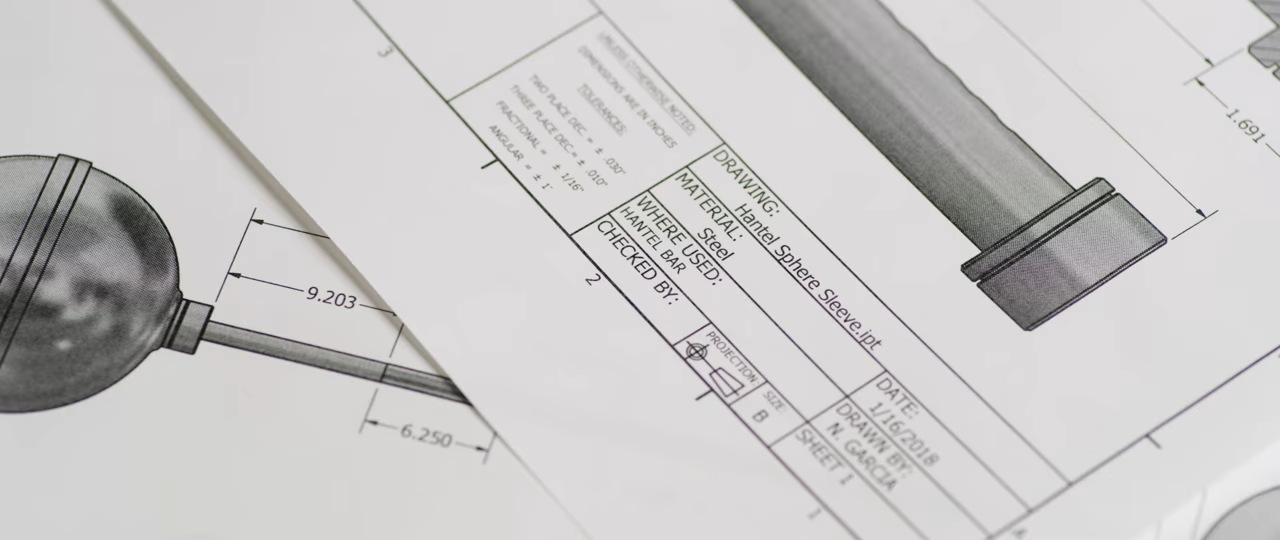 3
UNLESS OTHERWISE NOTED:
DIMENSIONS ARE IN INCHES
TOLERANCES:
TWO PLACE DEC. = ± .030"
THREE PLACE DEC.= ± .010"
FRACTIONAL = ± 1/16"
ANGULAR = ± 1°
DRAWING:
Hantel Sphere Sleeve.ipt
MATERIAL:
Steel
WHERE USED:
HANTEL BAR
CHECKED BY:
PROJECTION
SIZE:
B
DATE:
1/16/2018
DRAWN BY:
N. GARCIA
SHEET 1
2
1
A
1.691
9.203
6.250